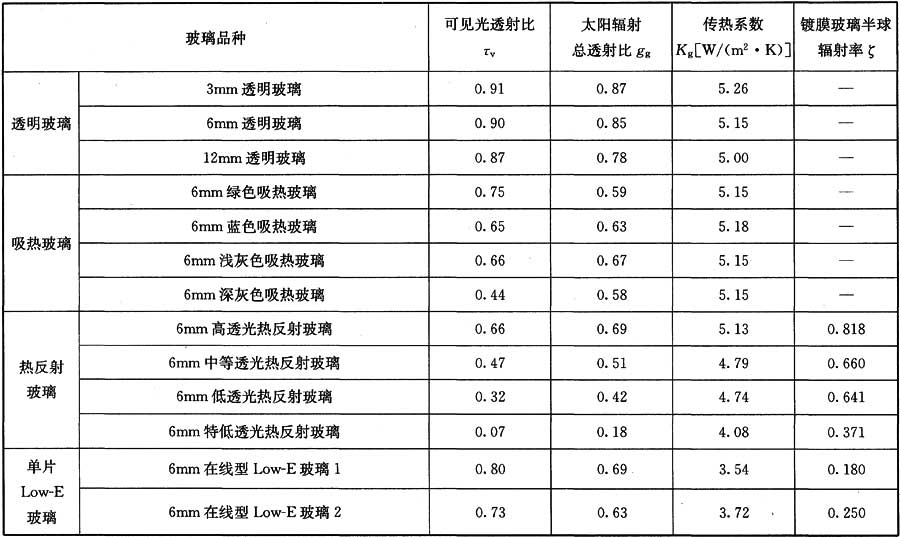 玻璃品种 可见光透射比 τv 太阳辐射总透射比 gg 传热系数 Kg[W/(m²·K)] 镀膜玻璃半球辐射率 ζ
透明玻璃 3mm 透明玻璃 0.91 0.87 5.26 —
6mm 透明玻璃 0.90 0.85 5.15 —
12mm 透明玻璃 0.87 0.78 5.00 —
吸热玻璃 6mm 绿色吸热玻璃 0.75 0.59 5.15 —
6mm 蓝色吸热玻璃 0.65 0.63 5.18 —
6mm 浅灰色吸热玻璃 0.66 0.67 5.15 —
6mm 深灰色吸热玻璃 0.44 0.58 5.15 —
热反射玻璃 6mm 高透光热反射玻璃 0.66 0.69 5.13 0.818
6mm 中等透光热反射玻璃 0.47 0.51 4.79 0.660
6mm 低透光热反射玻璃 0.32 0.42 4.74 0.641
6mm 特低透光热反射玻璃 0.07 0.18 4.08 0.371
单片 Low-E 玻璃 6mm 在线型 Low-E 玻璃 1 0.80 0.69 3.54 0.180
6mm 在线型 Low-E 玻璃 2 0.73 0.63 3.72 0.250